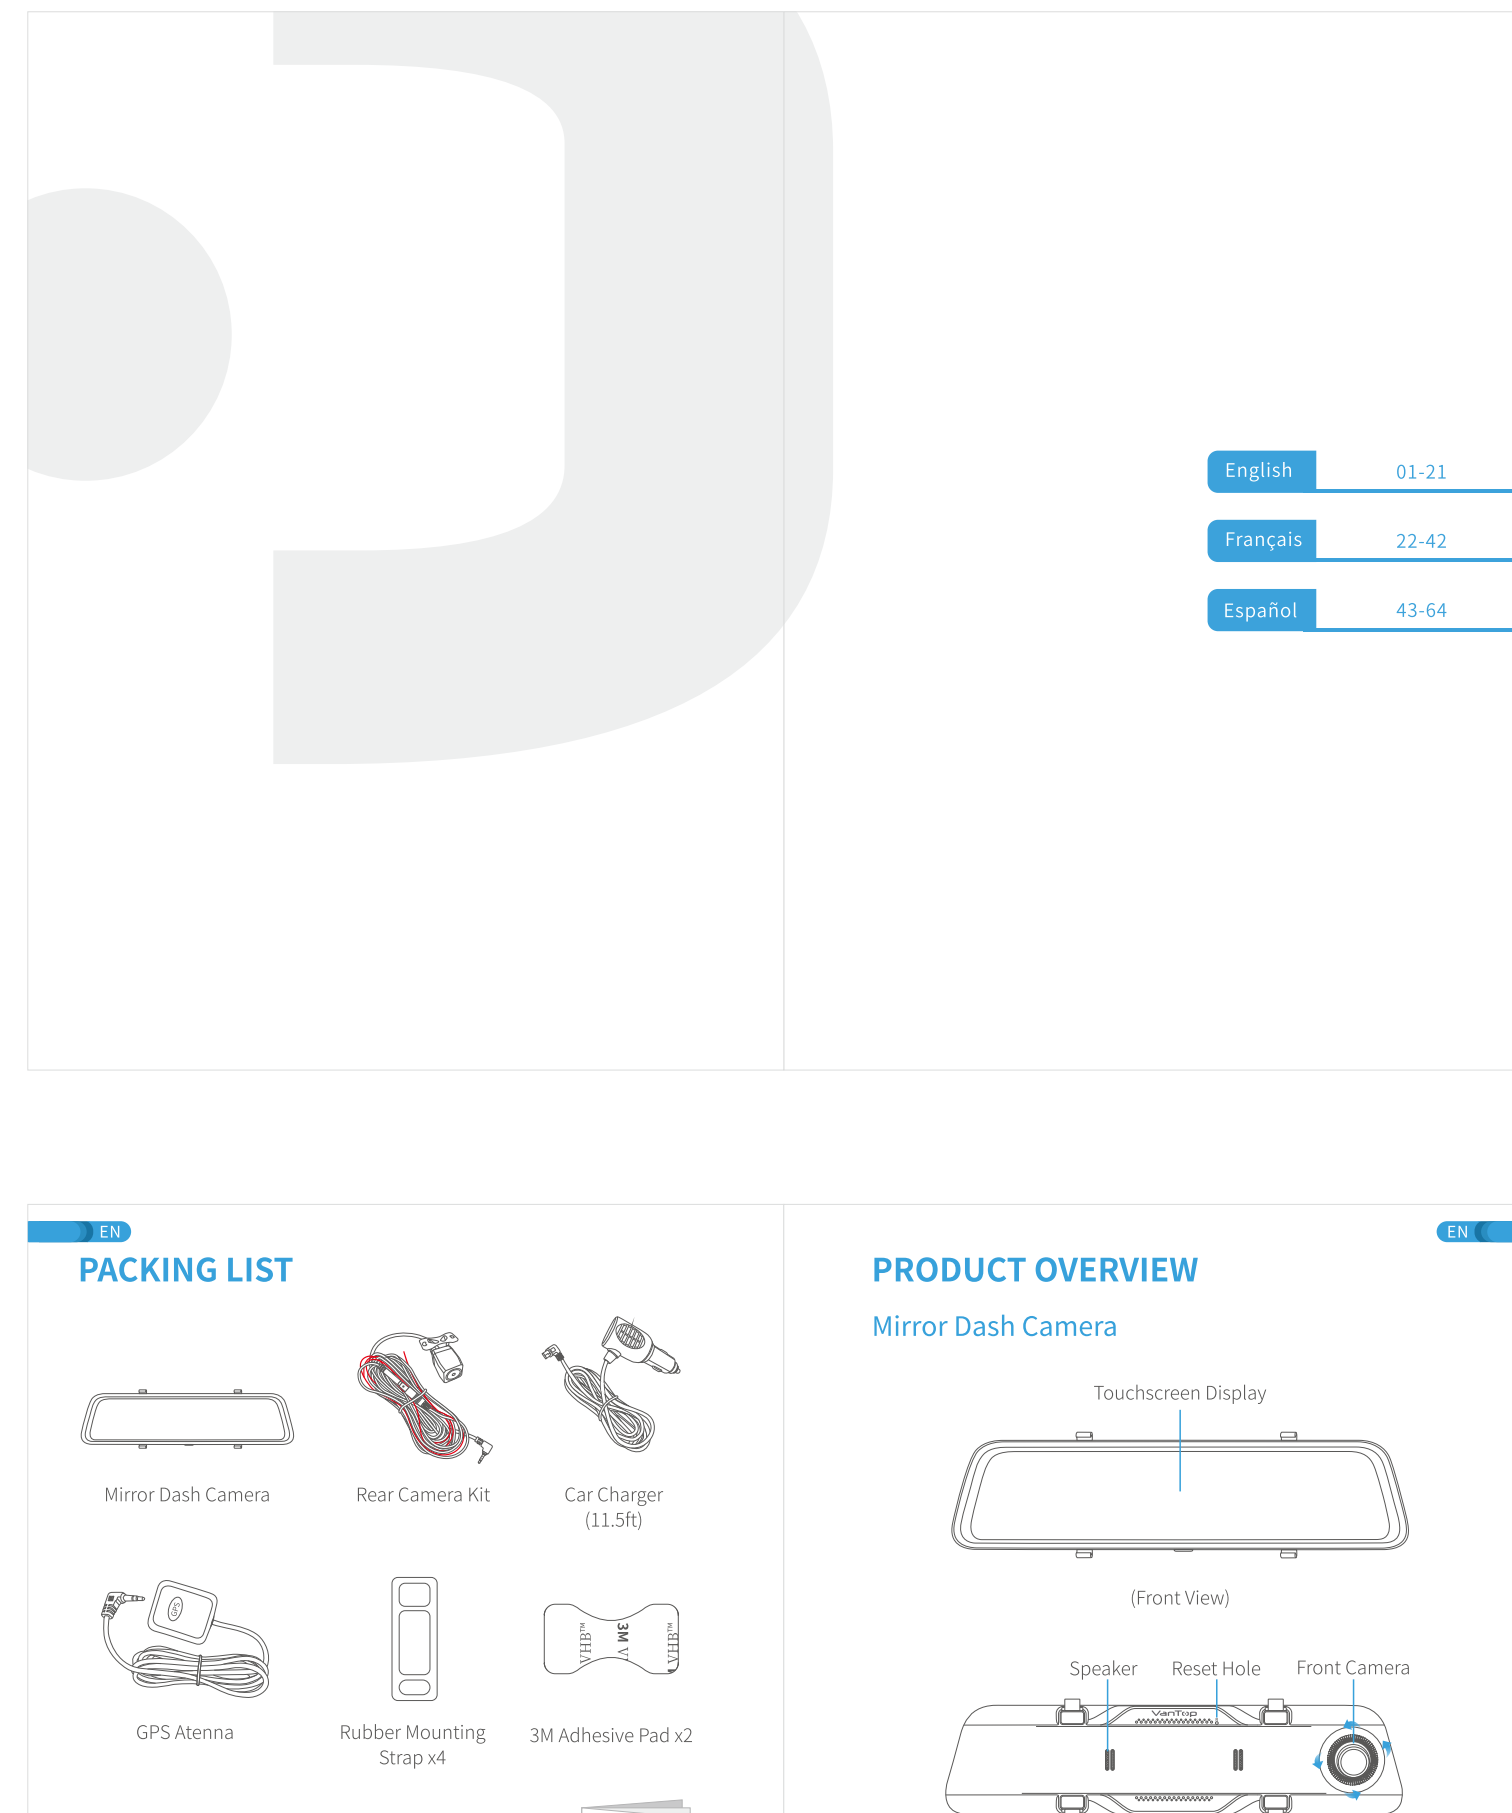 English 01-21
Français 22-42
Español 43-64
EN
PACKING LIST
Mirror Dash Camera
Rear Camera Kit
Car Charger
(11.5ft)
GPS
GPS Atenna
Rubber Mounting
Strap x4
VHB™
3M V
VHB™
3M Adhesive Pad x2
EN
PRODUCT OVERVIEW
Mirror Dash Camera
Touchscreen Display
(Front View)
Speaker Reset Hole Front Camera
VanTop